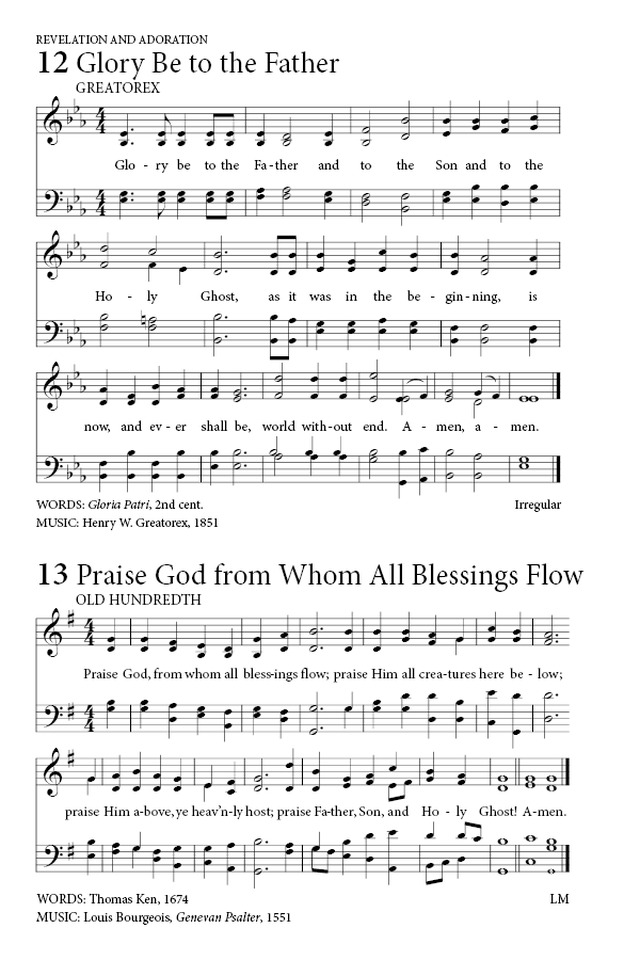 REVELATION AND ADORATION
12 Glory Be to the Father
GREATOREX
Glo - ry be to the Fa - ther and to the Son and to the
Ho - ly Ghost, as it was in the be - gin - ning, is
now, and ev - er shall be, world with - out end. A - men, a - men.
WORDS: Gloria Patri, 2nd cent. Irregular
MUSIC: Henry W. Greatorex, 1851
13 Praise God from Whom All Blessings Flow
OLD HUNDREDTH
Praise God, from whom all bless-ings flow; praise Him all crea-tures here be - low;
praise Him a-bove, ye heav'n-ly host; praise Fa-ther, Son, and Ho - ly Ghost! A-men.
WORDS: Thomas Ken, 1674 LM
MUSIC: Louis Bourgeois, Genevan Psalter, 1551